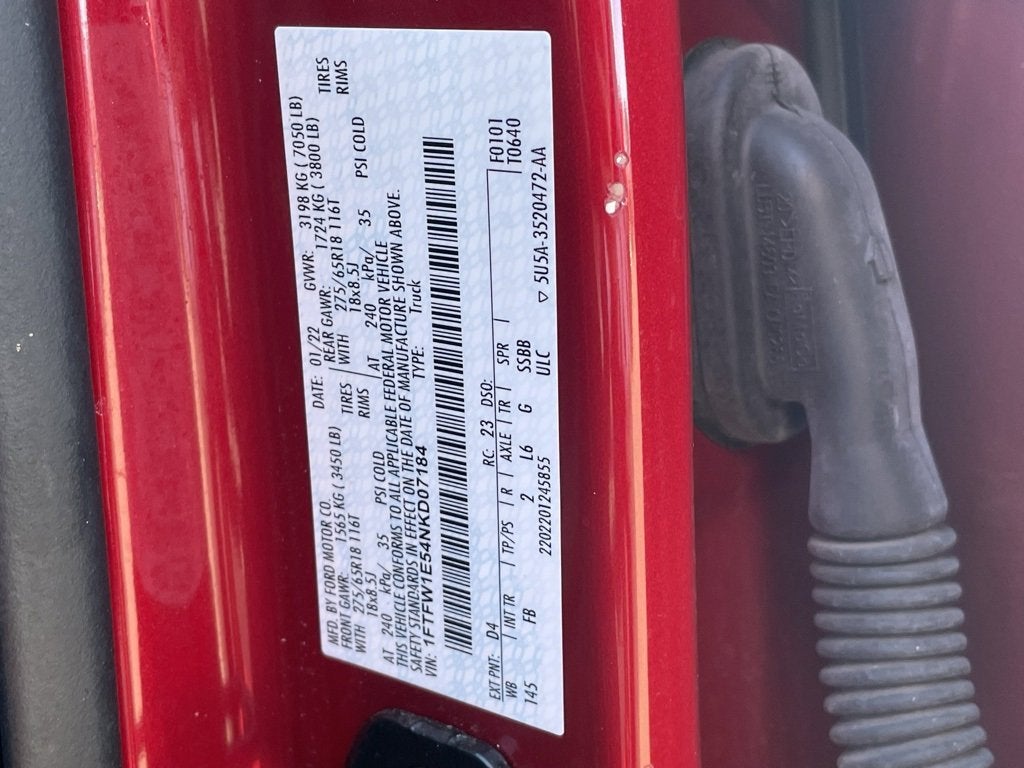 MFD. BY FORD MOTOR CO.
DATE: 01/22 GVWR: 3198 KG ( 7050 LB)
FRONT GAWR: 1565 KG ( 3450 LB) REAR GAWR: 1724 KG ( 3800 LB)
WITH 275/65R18 116T TIRES WITH 275/65R18 116T TIRES
18x8.5J RIMS 18x8.5J RIMS
AT 240 kPa/ 35 PSI COLD AT 240 kPa/ 35 PSI COLD
THIS VEHICLE CONFORMS TO ALL APPLICABLE FEDERAL MOTOR VEHICLE
SAFETY STANDARDS IN EFFECT ON THE DATE OF MANUFACTURE SHOWN ABOVE.
VIN: 1FTFW1E54NKD07184 TYPE: Truck
EXT PNT: D4 RC: 23 DSO: F0101
WB | INT TR | TP/PS | R | AXLE | TR | SPR | T0640
145 FB 2 L6 G SSBB
2202201245855 ULC ▽ 5U5A-3520472-AA